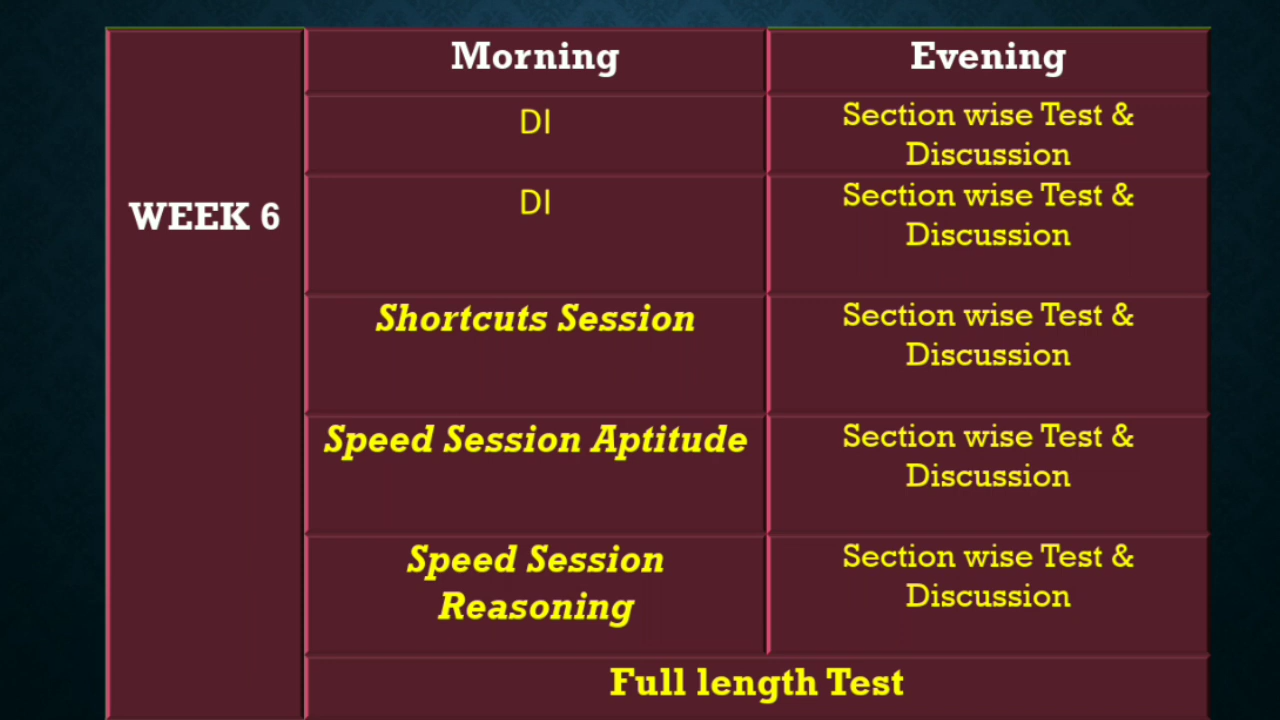 Morning
Evening
DI
Section wise Test &
Discussion
WEEK 6
DI
Section wise Test &
Discussion
Shortcuts Session
Section wise Test &
Discussion
Speed Session Aptitude
Section wise Test &
Discussion
Speed Session
Reasoning
Section wise Test &
Discussion
Full length Test